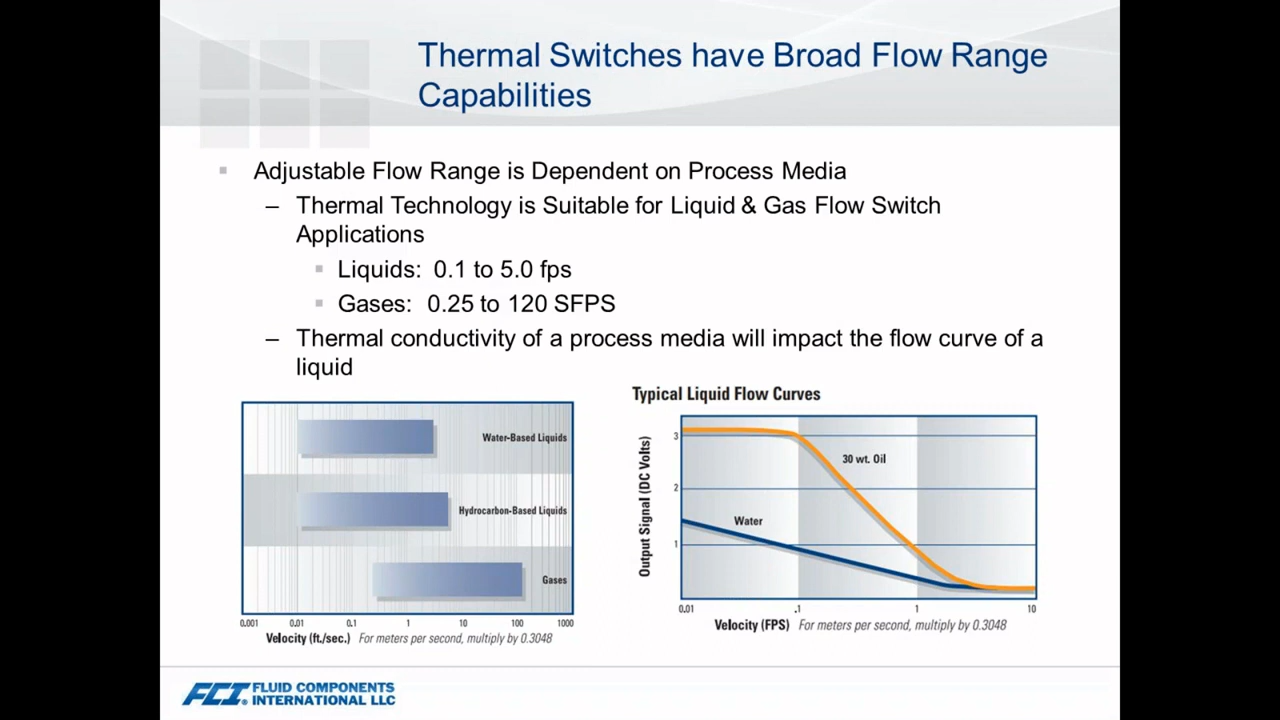 Thermal Switches have Broad Flow Range
Capabilities
Adjustable Flow Range is Dependent on Process Media
– Thermal Technology is Suitable for Liquid & Gas Flow Switch
Applications
Liquids: 0.1 to 5.0 fps
Gases: 0.25 to 120 SFPS
– Thermal conductivity of a process media will impact the flow curve of a
liquid
Water-Based Liquids
Hydrocarbon-Based Liquids
Gases
0.001 0.01 0.1 1 10 100 1000
Velocity (ft./sec.) For meters per second, multiply by 0.3048
Typical Liquid Flow Curves
Output Signal (DC Volts)
3
2
1
30 wt. Oil
Water
0.01 .1 1 10
Velocity (FPS) For meters per second, multiply by 0.3048
FCI® FLUID COMPONENTS
INTERNATIONAL LLC